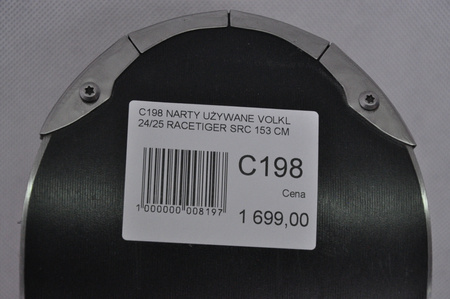 C198 NARTY UŻYWANE VOLKL
24/25 RACETIGER SRC 153 CM
C198
Cena
1 699,00
1 000000 008197